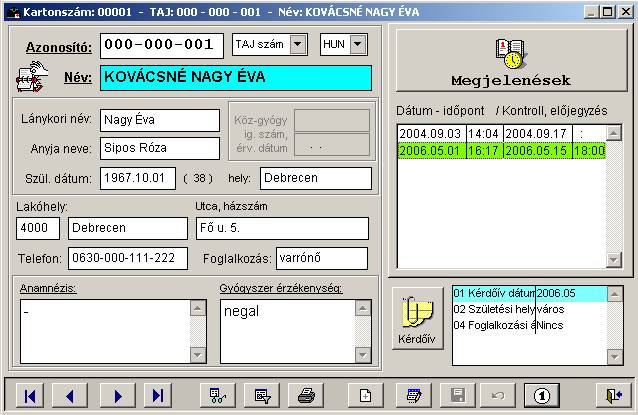 Kartonszám: 00001 - TAJ: 000 - 000 - 001 - Név: KOVÁCSNÉ NAGY ÉVA
Azonosító: 000-000-001 TAJ szám HUN
Név: KOVÁCSNÉ NAGY ÉVA
Megjelenések
Lánykori név: Nagy Éva
Anyja neve: Sipos Róza
Köz-gyógy
ig. szám,
érv. dátum . .
Szül. dátum: 1967.10.01 ( 38 ) hely: Debrecen
Dátum - időpont / Kontroll, előjegyzés
2004.09.03 14:04 2004.09.17 :
2006.05.01 16:17 2006.05.15 18:00
Lakóhely: Utca, házszám
4000 Debrecen Fő u. 5.
Telefon: 0630-000-111-222 Foglalkozás: varrónő
Anamnézis: Gyógyszer érzékenység:
- negal
Kérdőív
01 Kérdőív dátum 2006.05
02 Születési hely város
04 Foglalkozási á Nincs
1